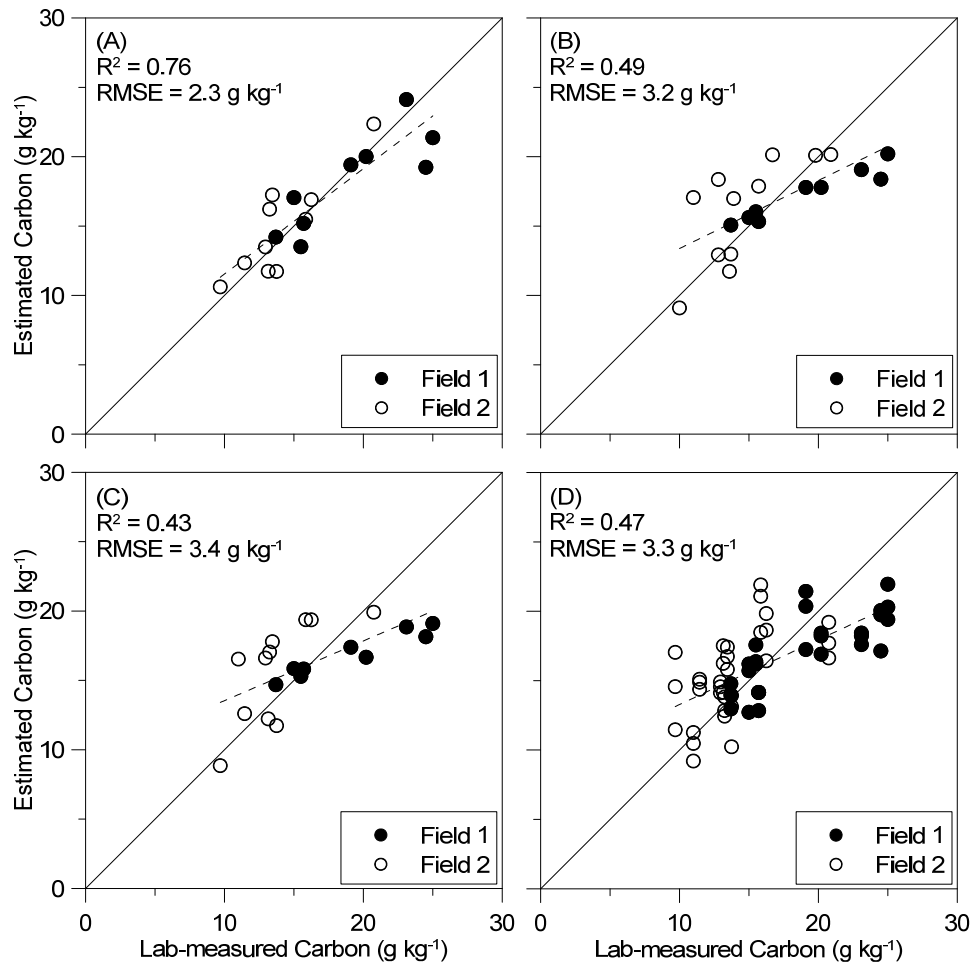 30
(A)
R² = 0.76
RMSE = 2.3 g kg⁻¹
20
10
0
Estimated Carbon (g kg⁻¹)
Field 1
Field 2
(B)
R² = 0.49
RMSE = 3.2 g kg⁻¹
Field 1
Field 2
30
(C)
R² = 0.43
RMSE = 3.4 g kg⁻¹
20
10
0
Estimated Carbon (g kg⁻¹)
Field 1
Field 2
0 10 20 30
Lab-measured Carbon (g kg⁻¹)
(D)
R² = 0.47
RMSE = 3.3 g kg⁻¹
Field 1
Field 2
0 10 20 30
Lab-measured Carbon (g kg⁻¹)